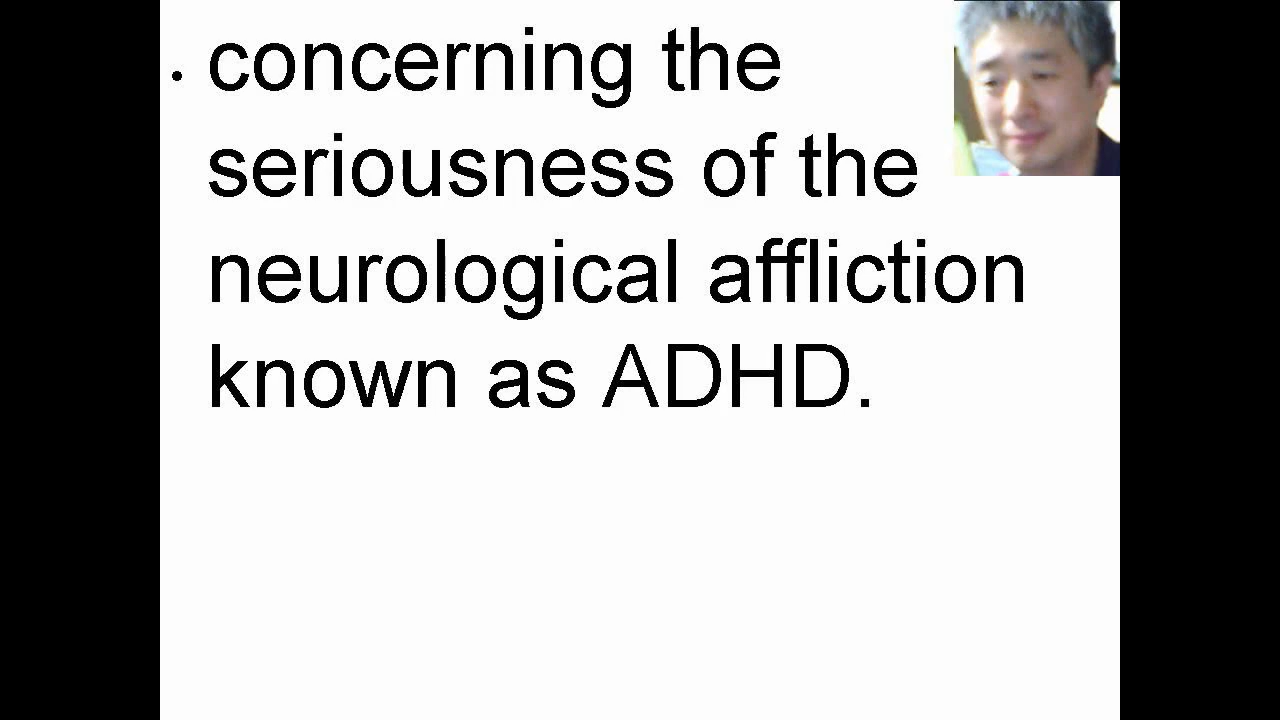 • concerning the
seriousness of the
neurological affliction
known as ADHD.